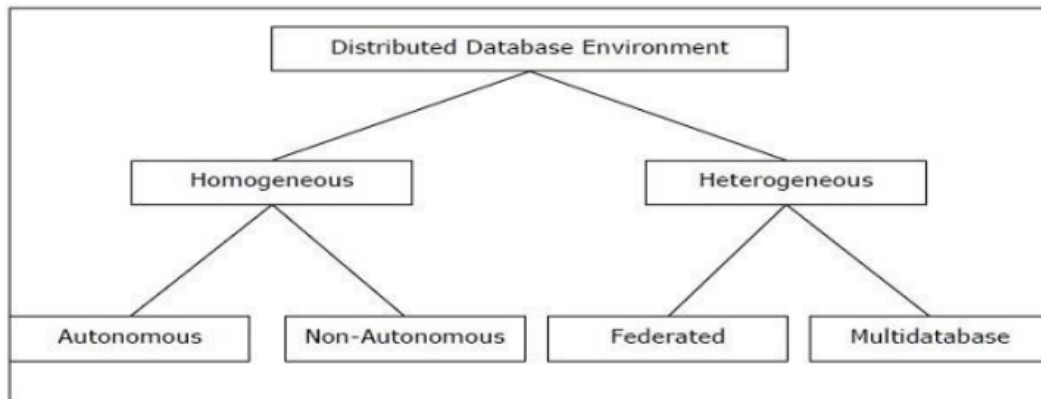 Distributed Database Environment
Homogeneous
Heterogeneous
Autonomous
Non-Autonomous
Federated
Multidatabase